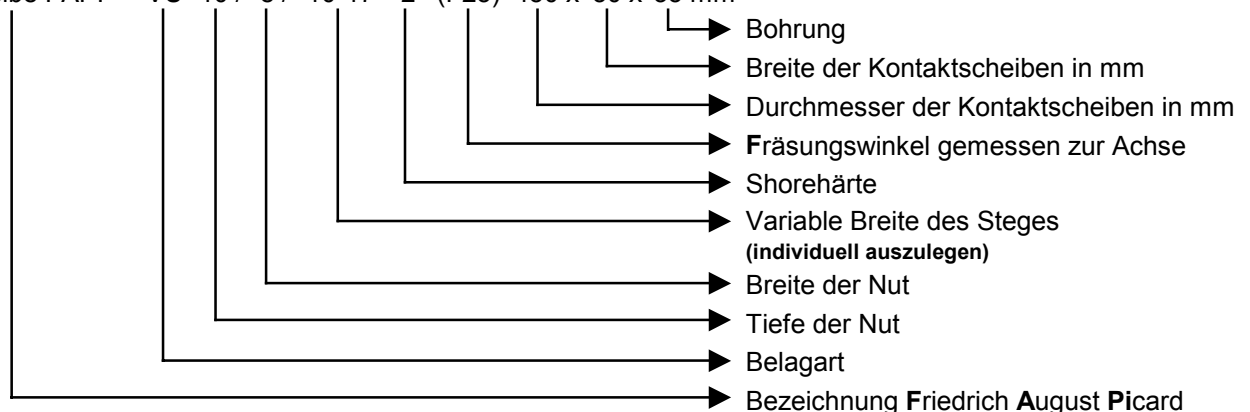 Bohrung
Breite der Kontaktscheiben in mm
Durchmesser der Kontaktscheiben in mm
Fräsungswinkel gemessen zur Achse
Shorehärte
Variable Breite des Steges
(individuell auszulegen)
Breite der Nut
Tiefe der Nut
Belagart
Bezeichnung Friedrich August Picard